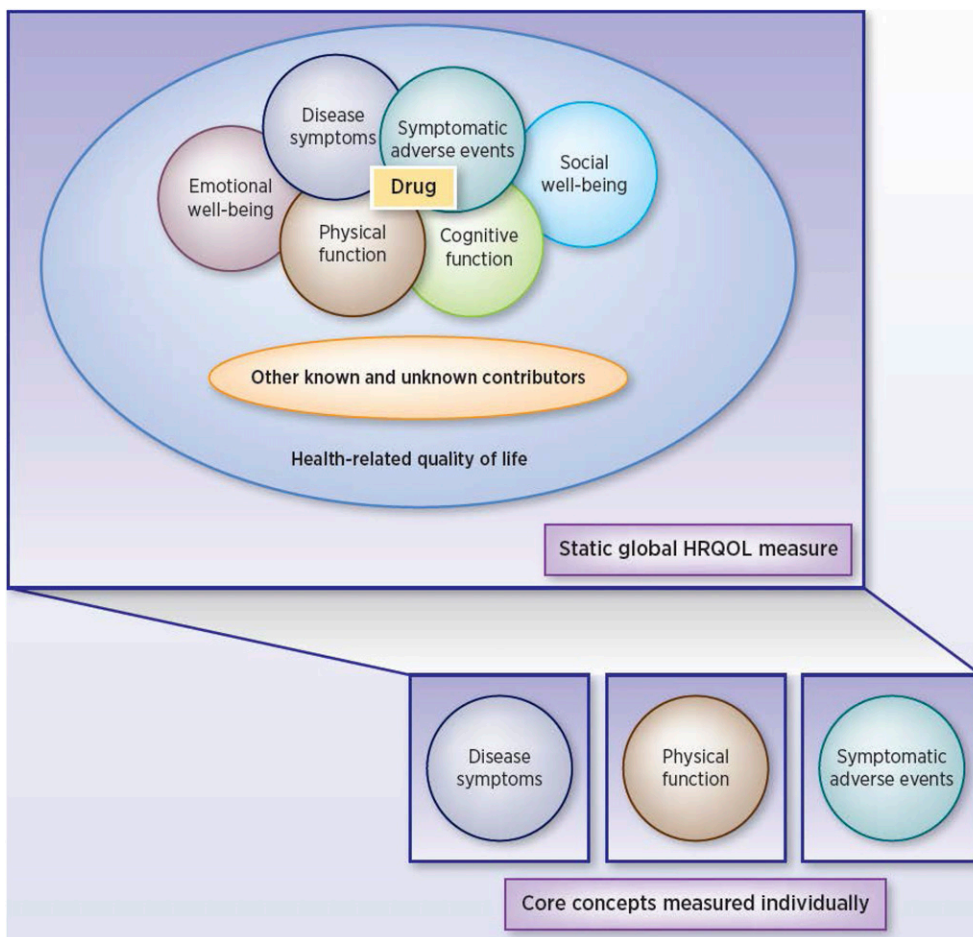 Disease
symptoms
Symptomatic
adverse events
Emotional
well-being
Social
well-being
Drug
Physical
function
Cognitive
function
Other known and unknown contributors
Health-related quality of life
Static global HRQOL measure
Disease
symptoms
Physical
function
Symptomatic
adverse events
Core concepts measured individually